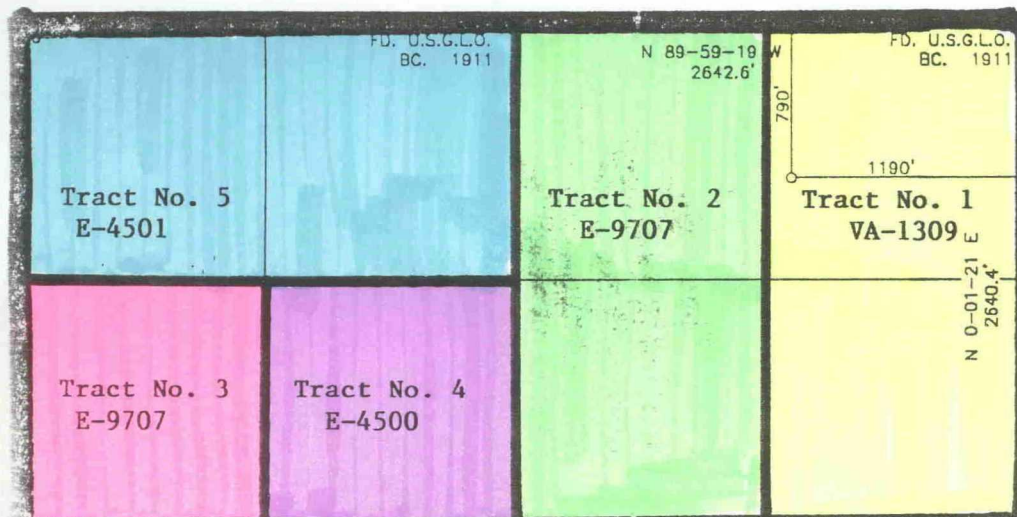 FD. U.S.G.L.O.
BC. 1911
N 89-59-19 W
2642.6'
FD. U.S.G.L.O.
BC. 1911
790'
1190'
Tract No. 5
E-4501
Tract No. 2
E-9707
Tract No. 1
VA-1309
N 0-01-21 E
2640.4'
Tract No. 3
E-9707
Tract No. 4
E-4500